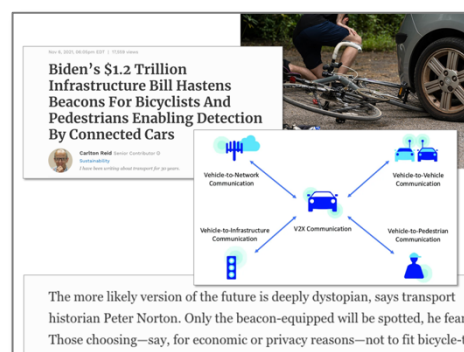 Nov 9, 2021, 06:00pm EST | 17,559 views
Biden's $1.2 Trillion
Infrastructure Bill Hastens
Beacons For Bicyclists And
Pedestrians Enabling Detection
By Connected Cars
Carlton Reid Senior Contributor
Sustainability
I have been writing about transport for 30 years.
Vehicle-to-Network
Communication
Vehicle-to-Vehicle
Communication
V2X Communication
Vehicle-to-Infrastructure
Communication
Vehicle-to-Pedestrian
Communication
The more likely version of the future is deeply dystopian, says transport
historian Peter Norton. Only the beacon-equipped will be spotted, he fear
Those choosing—say, for economic or privacy reasons—not to fit bicycle-t